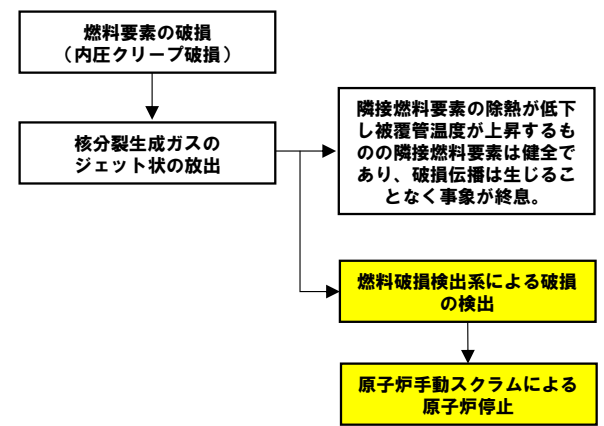 燃料要素の破損
（内圧クリープ破損）
核分裂生成ガスの
ジェット状の放出
隣接燃料要素の除熱が低下
し被覆管温度が上昇するも
のの隣接燃料要素は健全で
あり、破損伝播は生じるこ
となく事象が終息。
燃料破損検出系による破損
の検出
原子炉手動スクラムによる
原子炉停止